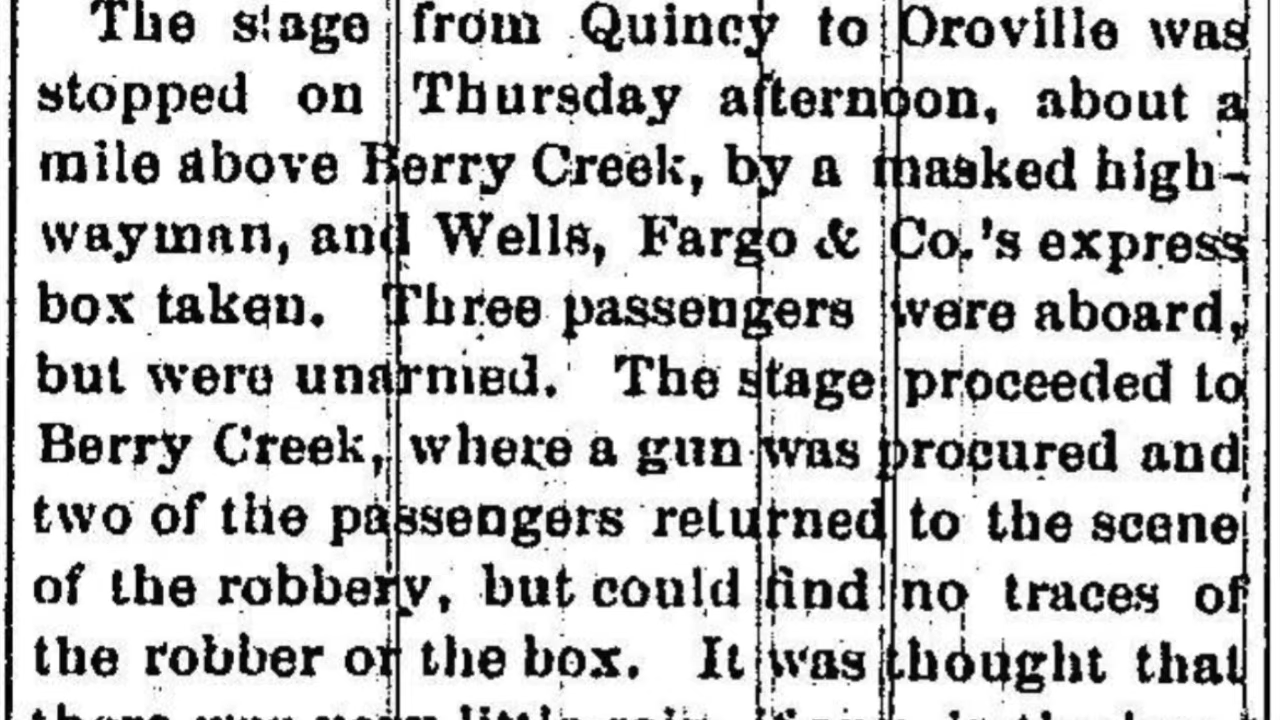 The stage from Quincy to Oroville was
stopped on Thursday afternoon, about a
mile above Berry Creek, by a masked high-
wayman, and Wells, Fargo & Co.'s express
box taken. Three passengers were aboard,
but were unarmed. The stage proceeded to
Berry Creek, where a gun was procured and
two of the passengers returned to the scene
of the robbery, but could find no traces of
the robber or the box. It was thought that